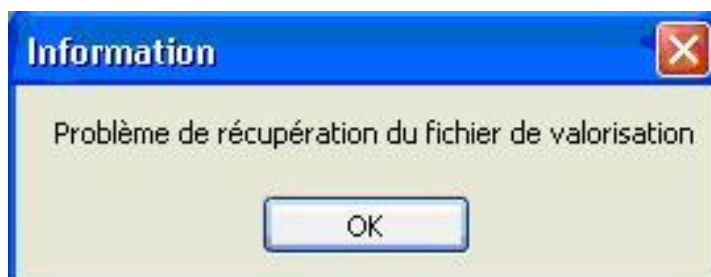 Information
Problème de récupération du fichier de valorisation
OK